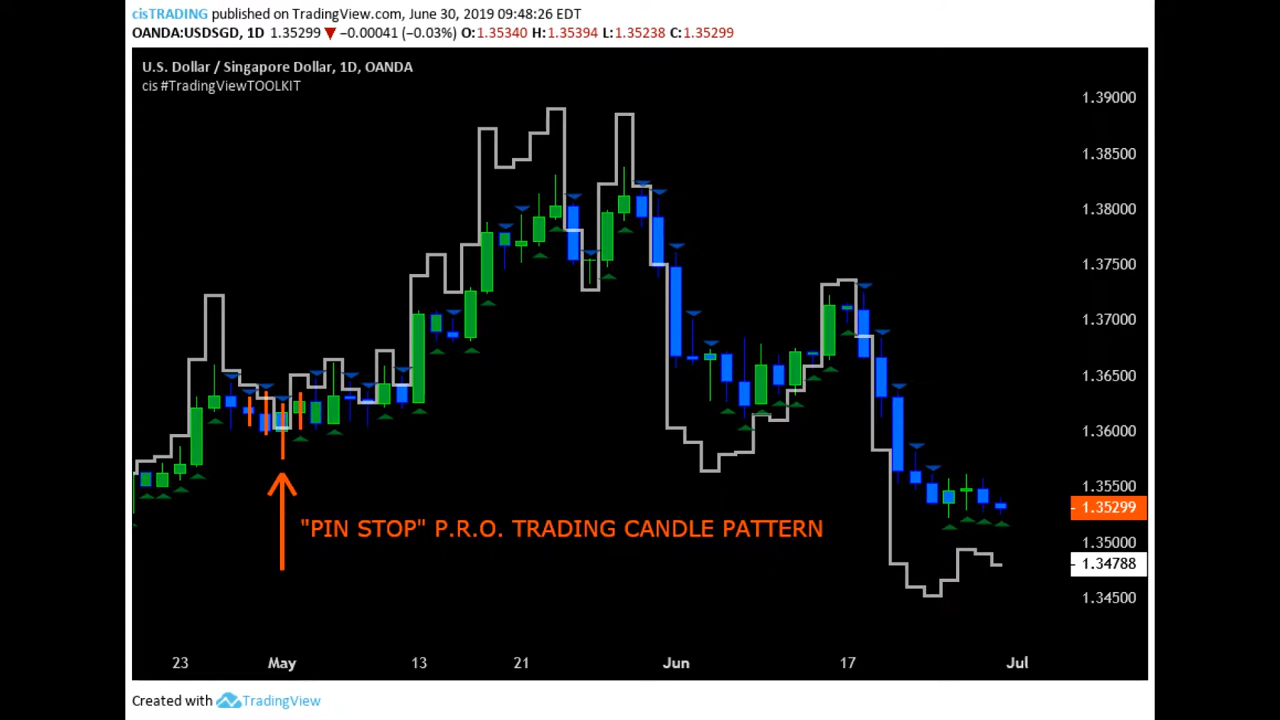 cisTRADING published on TradingView.com, June 30, 2019 09:48:26 EDT
OANDA:USDSGD, 1D 1.35299 ▼ −0.00041 (−0.03%) O:1.35340 H:1.35394 L:1.35238 C:1.35299
U.S. Dollar / Singapore Dollar, 1D, OANDA
cis #TradingViewTOOLKIT
1.39000
1.38500
1.38000
1.37500
1.37000
1.36500
1.36000
1.35500
1.35299
"PIN STOP" P.R.O. TRADING CANDLE PATTERN
1.35000
1.34788
1.34500
23 May 13 21 Jun 17 Jul
Created with TradingView